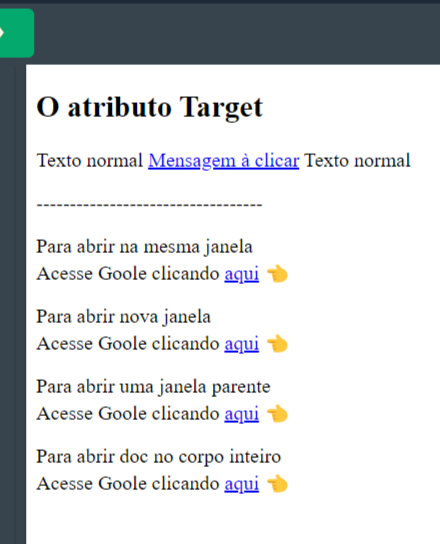 O atributo Target
Texto normal Mensagem à clicar Texto normal
----------------------------------
Para abrir na mesma janela
Acesse Goole clicando aqui 👈
Para abrir nova janela
Acesse Goole clicando aqui 👈
Para abrir uma janela parente
Acesse Goole clicando aqui 👈
Para abrir doc no corpo inteiro
Acesse Goole clicando aqui 👈